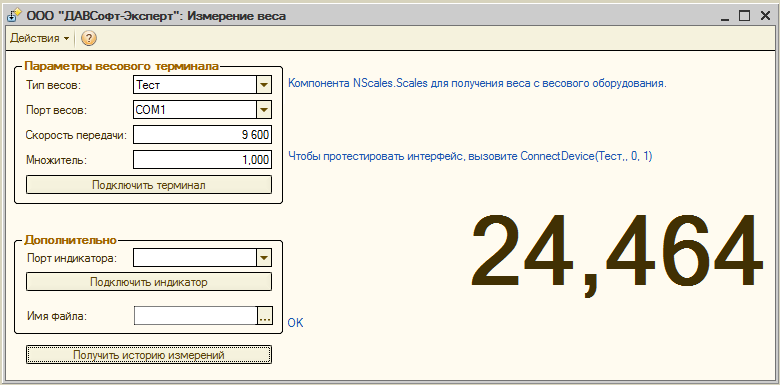 ООО "ДАВСофт-Эксперт": Измерение веса
Действия
?
Параметры весового терминала
Тип весов: Тест
Компонента NScales.Scales для получения веса с весового оборудования.
Порт весов: COM1
Скорость передачи: 9 600
Множитель: 1,000
Чтобы протестировать интерфейс, вызовите ConnectDevice(Тест,, 0, 1)
Подключить терминал
24,464
Дополнительно
Порт индикатора:
Подключить индикатор
Имя файла: ...
OK
Получить историю измерений